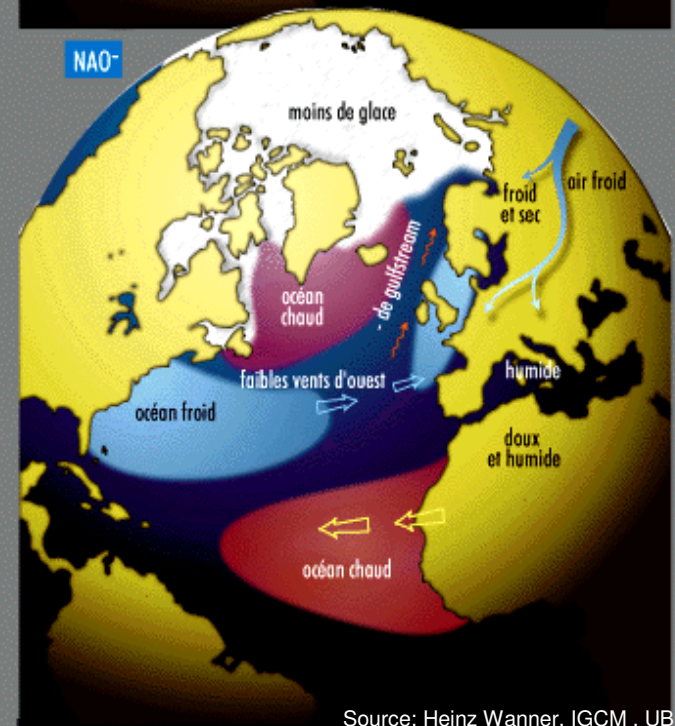 NAO-
moins de glace
air froid
froid
et sec
- de gulfstream
océan
chaud
faibles vents d'ouest
humide
océan froid
doux
et humide
océan chaud
Source: Heinz Wanner, IGCM , UB